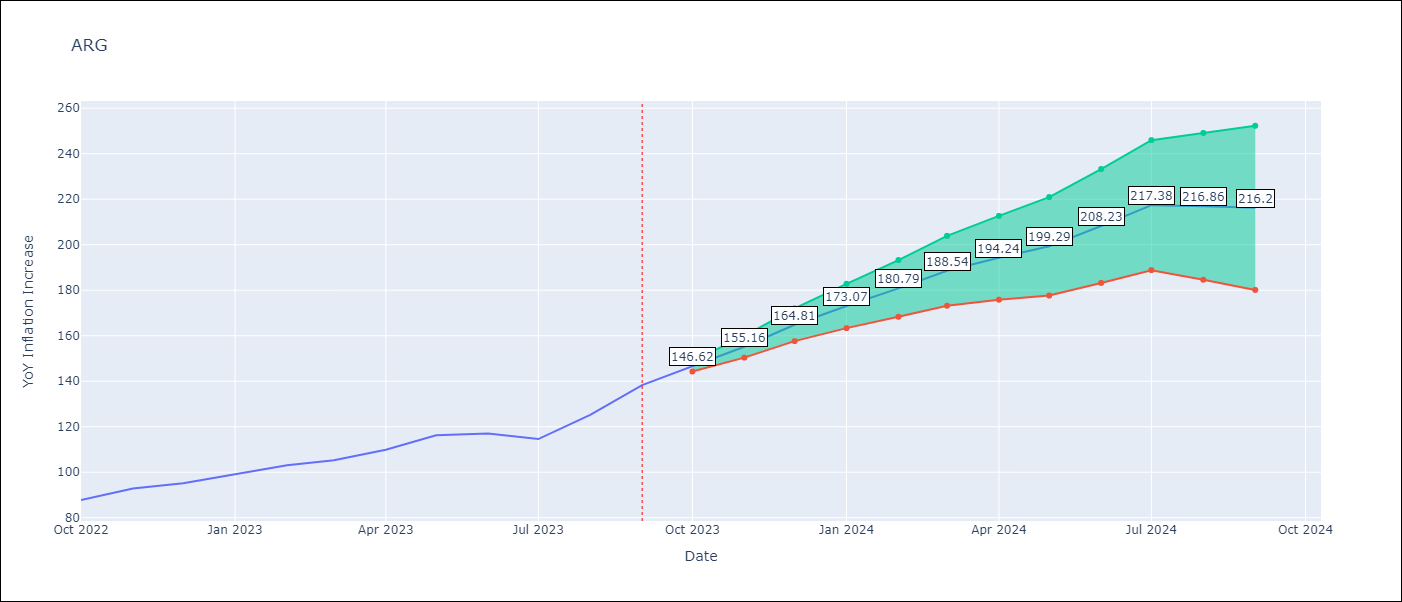 ARG
260
240
220
200
180
160
140
120
100
80
YoY Inflation Increase
146.62
155.16
164.81
173.07
180.79
188.54
194.24
199.29
208.23
217.38
216.86
216.2
Oct 2022
Jan 2023
Apr 2023
Jul 2023
Oct 2023
Jan 2024
Apr 2024
Jul 2024
Oct 2024
Date